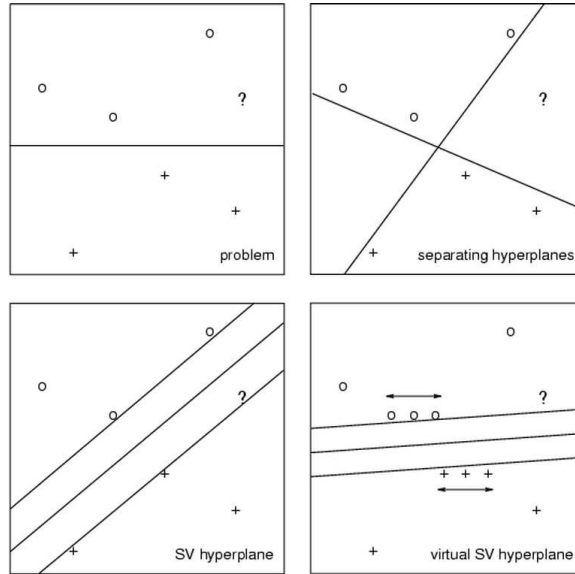 ?
problem
?
separating hyperplanes
?
SV hyperplane
?
virtual SV hyperplane